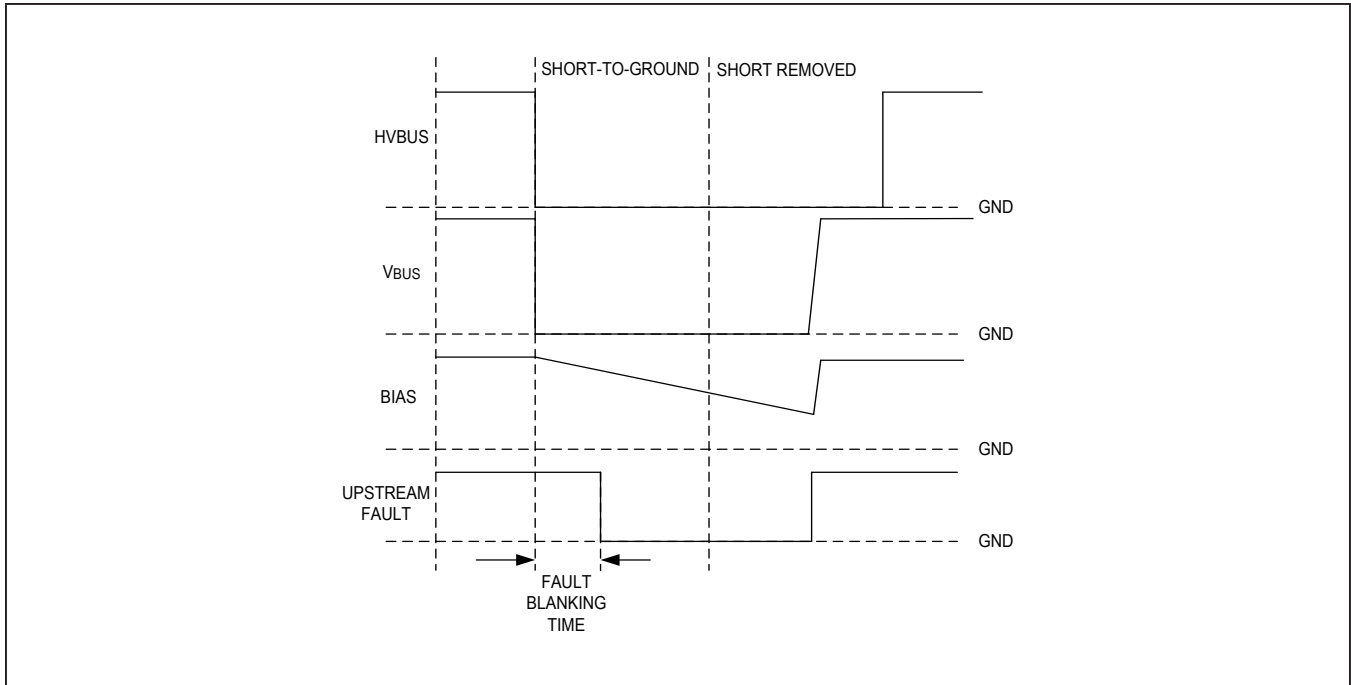 SHORT-TO-GROUND
SHORT REMOVED
HVBUS
GND
VBUS
GND
BIAS
GND
UPSTREAM
FAULT
GND
FAULT
BLANKING
TIME